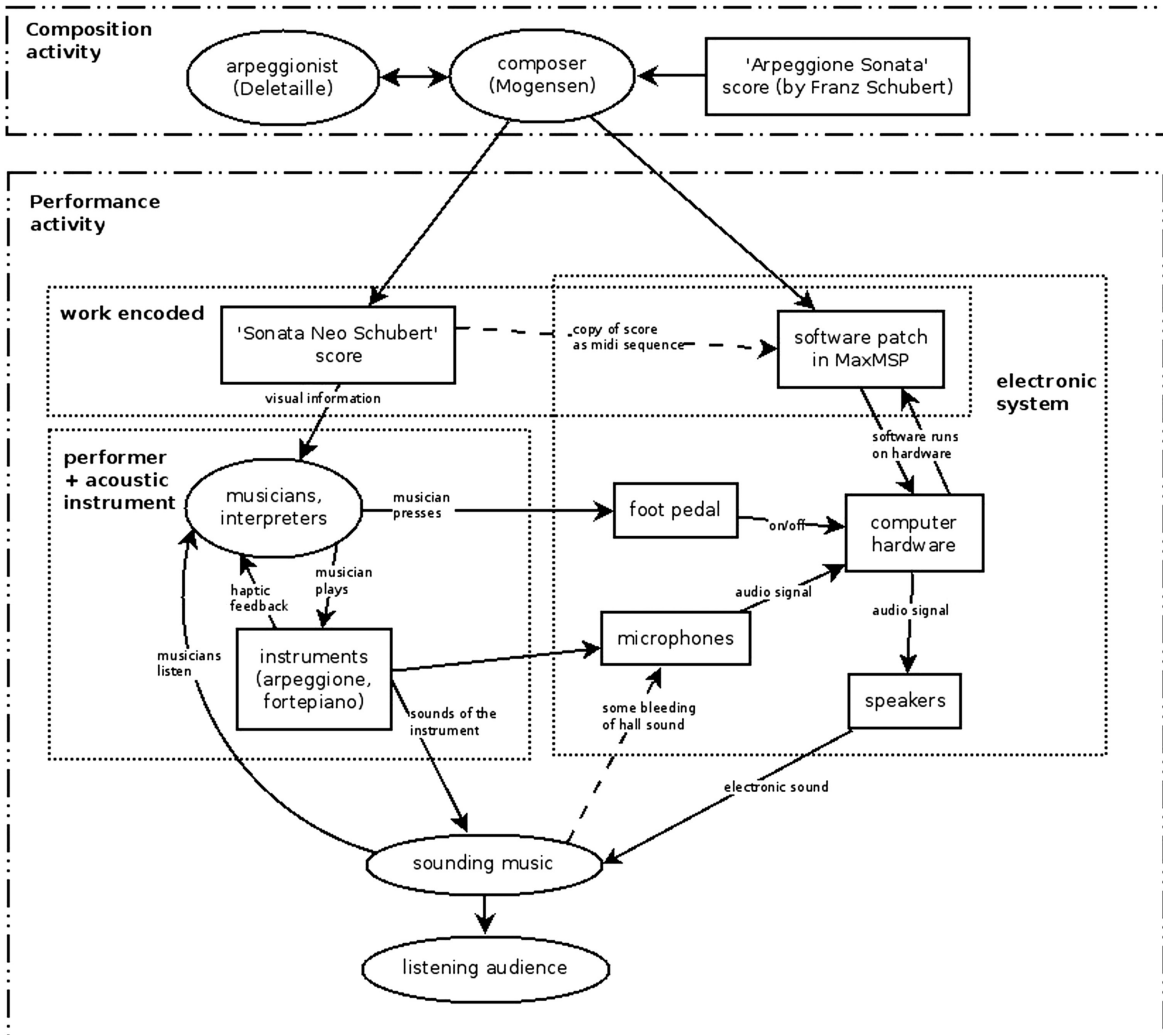 Composition
activity
arpeggionist
(Deletaille)
composer
(Mogensen)
'Arpeggione Sonata'
score (by Franz Schubert)
Performance
activity
work encoded
'Sonata Neo Schubert'
score
copy of score
as midi sequence
software patch
in MaxMSP
electronic
system
visual information
software runs
on hardware
performer
+ acoustic
instrument
musicians,
interpreters
musician
presses
foot pedal
on/off
computer
hardware
haptic
feedback
musician
plays
audio signal
audio signal
musicians
listen
instruments
(arpeggione,
fortepiano)
microphones
sounds of the
instrument
some bleeding
of hall sound
speakers
electronic sound
sounding music
listening audience